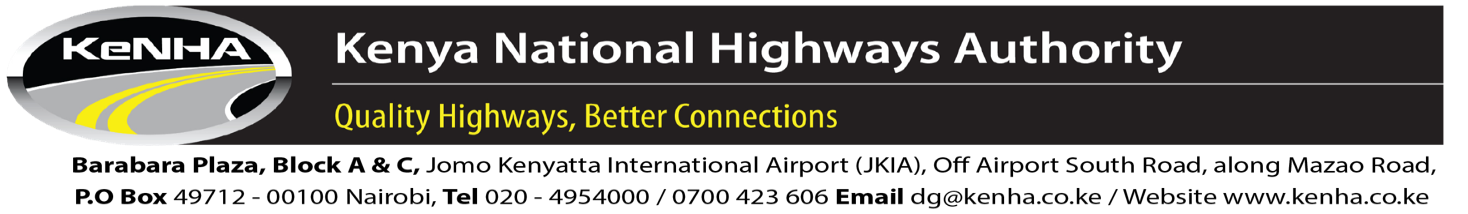 KeNHA
Kenya National Highways Authority
Quality Highways, Better Connections
Barabara Plaza, Block A & C, Jomo Kenyatta International Airport (JKIA), Off Airport South Road, along Mazao Road,
P.O Box 49712 - 00100 Nairobi, Tel 020 - 4954000 / 0700 423 606 Email dg@kenha.co.ke / Website www.kenha.co.ke